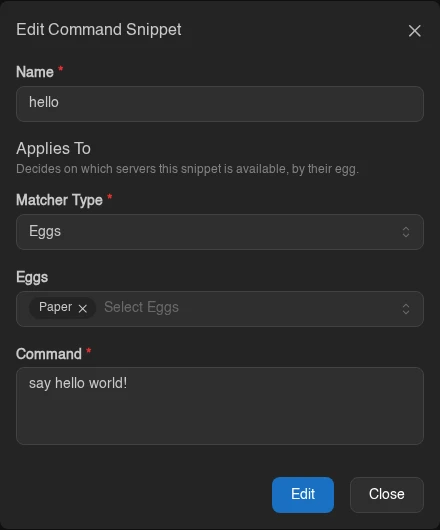 Edit Command Snippet
Name *
hello
Applies To
Decides on which servers this snippet is available, by their egg.
Matcher Type *
Eggs
Eggs
Paper Select Eggs
Command *
say hello world!
Edit Close